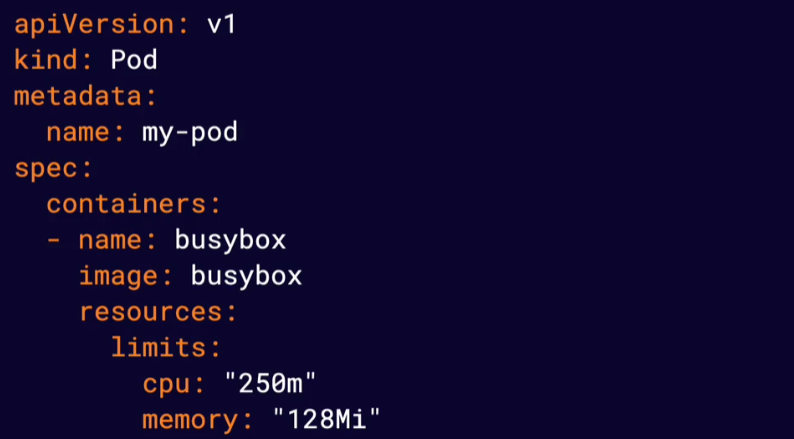 apiVersion: v1
kind: Pod
metadata:
  name: my-pod
spec:
  containers:
  - name: busybox
    image: busybox
    resources:
      limits:
        cpu: "250m"
        memory: "128Mi"